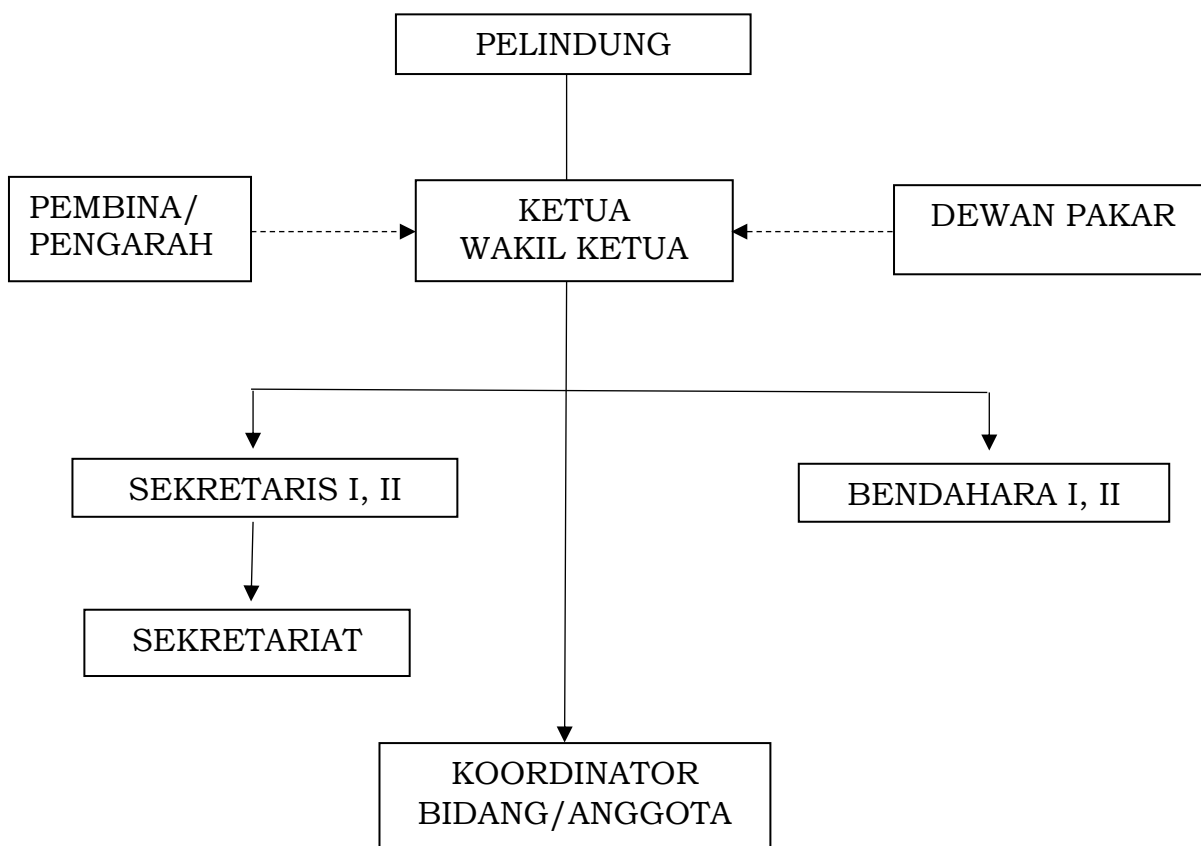 PELINDUNG
PEMBINA/
PENGARAH
KETUA
WAKIL KETUA
DEWAN PAKAR
SEKRETARIS I, II
BENDAHARA I, II
SEKRETARIAT
KOORDINATOR
BIDANG/ANGGOTA